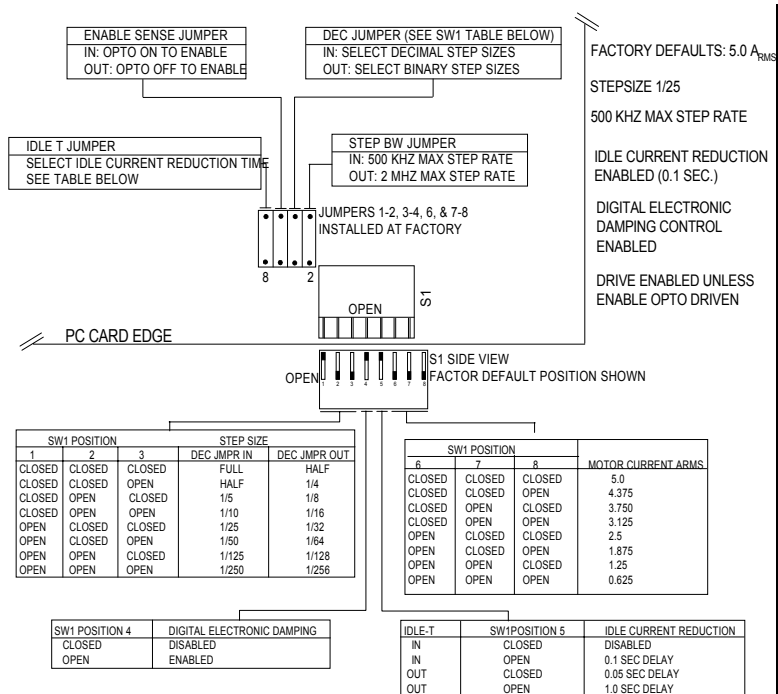 ENABLE SENSE JUMPER
IN: OPTO ON TO ENABLE
OUT: OPTO OFF TO ENABLE
DEC JUMPER (SEE SW1 TABLE BELOW)
IN: SELECT DECIMAL STEP SIZES
OUT: SELECT BINARY STEP SIZES
IDLE T JUMPER
SELECT IDLE CURRENT REDUCTION TIME
SEE TABLE BELOW
STEP BW JUMPER
IN: 500 KHZ MAX STEP RATE
OUT: 2 MHZ MAX STEP RATE
FACTORY DEFAULTS: 5.0 ARMS
STEPSIZE 1/25
500 KHZ MAX STEP RATE
IDLE CURRENT REDUCTION
ENABLED (0.1 SEC.)
DIGITAL ELECTRONIC
DAMPING CONTROL
ENABLED
DRIVE ENABLED UNLESS
ENABLE OPTO DRIVEN
JUMPERS 1-2, 3-4, 6, & 7-8
INSTALLED AT FACTORY
8 2
OPEN
S1
PC CARD EDGE
OPEN
1 2 3 4 5 6 7 8
S1 SIDE VIEW
FACTOR DEFAULT POSITION SHOWN
SW1 POSITION STEP SIZE
1 2 3 DEC JMPR IN DEC JMPR OUT
CLOSED CLOSED CLOSED FULL HALF
CLOSED CLOSED OPEN HALF 1/4
CLOSED OPEN CLOSED 1/5 1/8
CLOSED OPEN OPEN 1/10 1/16
OPEN CLOSED CLOSED 1/25 1/32
OPEN CLOSED OPEN 1/50 1/64
OPEN OPEN CLOSED 1/125 1/128
OPEN OPEN OPEN 1/250 1/256
SW1 POSITION
6 7 8 MOTOR CURRENT ARMS
CLOSED CLOSED CLOSED 5.0
CLOSED CLOSED OPEN 4.375
CLOSED OPEN CLOSED 3.750
CLOSED OPEN OPEN 3.125
OPEN CLOSED CLOSED 2.5
OPEN CLOSED OPEN 1.875
OPEN OPEN CLOSED 1.25
OPEN OPEN OPEN 0.625
SW1 POSITION 4 DIGITAL ELECTRONIC DAMPING
CLOSED DISABLED
OPEN ENABLED
IDLE-T SW1POSITION 5 IDLE CURRENT REDUCTION
IN CLOSED DISABLED
IN OPEN 0.1 SEC DELAY
OUT CLOSED 0.05 SEC DELAY
OUT OPEN 1.0 SEC DELAY